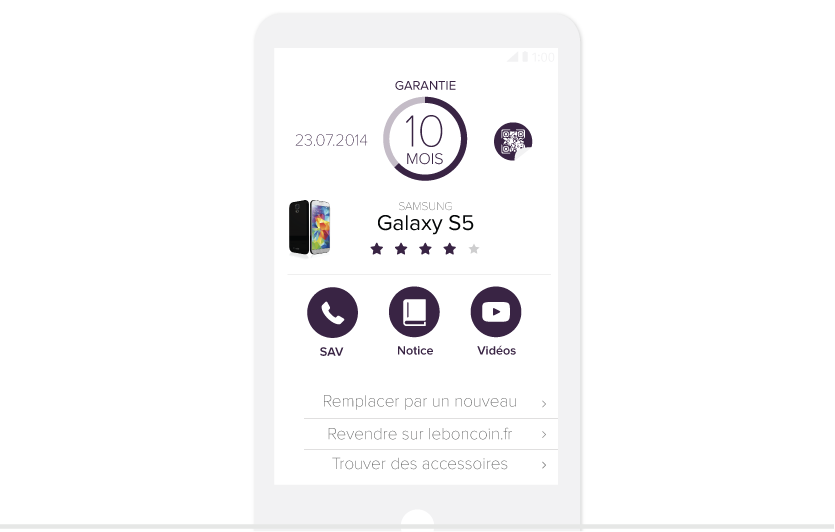 1:00
GARANTIE
23.07.2014
10
MOIS
SAMSUNG
Galaxy S5
SAV
Notice
Vidéos
Remplacer par un nouveau
Revendre sur leboncoin.fr
Trouver des accessoires